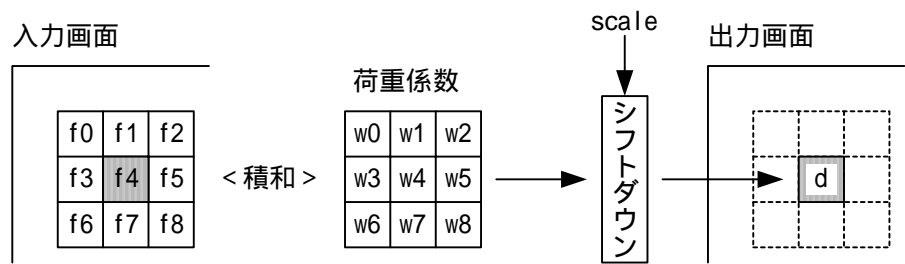 scale
入力画面
出力画面
荷重係数
f0 f1 f2
f3 f4 f5
f6 f7 f8
<積和>
w0 w1 w2
w3 w4 w5
w6 w7 w8
シフトダウン
d